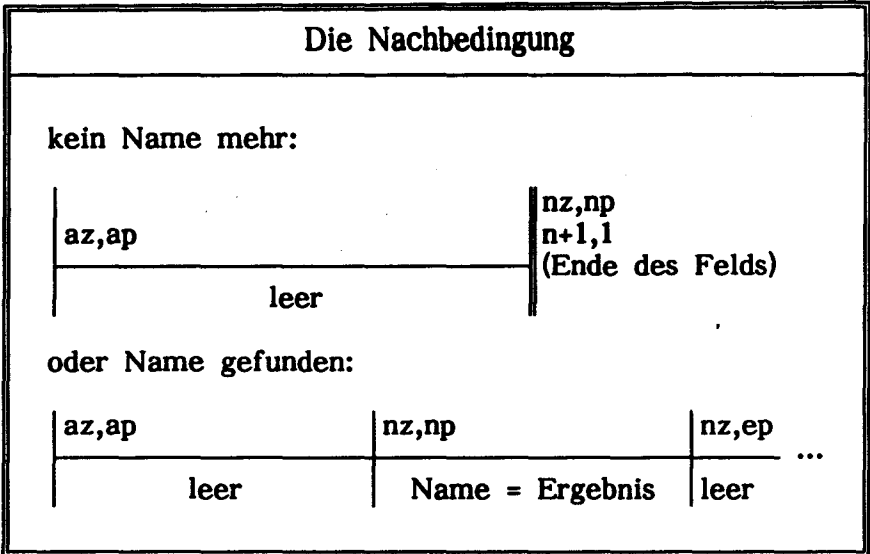 Die Nachbedingung
kein Name mehr:
nz,np
az,ap n+1,1
(Ende des Felds)
leer
oder Name gefunden:
az,ap nz,np nz,ep
...
leer Name = Ergebnis leer